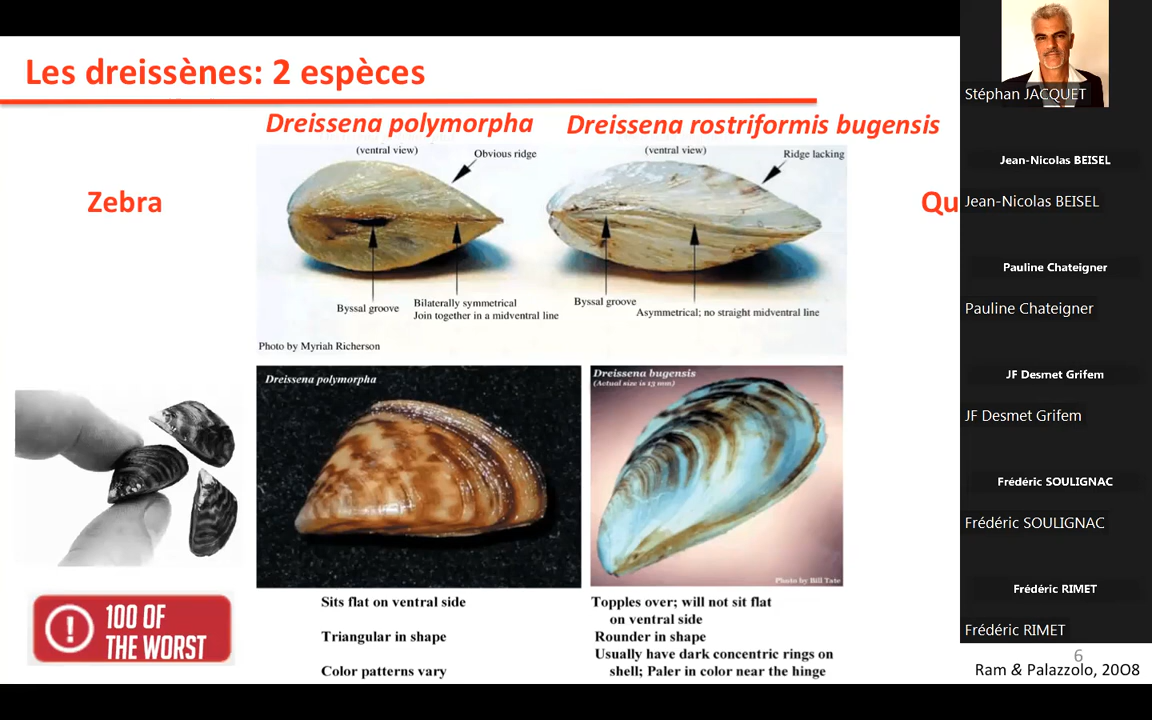 Les dreissènes: 2 espèces
Dreissena polymorpha
Dreissena rostriformis bugensis
Zebra
Qu
(ventral view)
Obvious ridge
Byssal groove
Bilaterally symmetrical
Join together in a midventral line
Photo by Myriah Richerson
(ventral view)
Ridge lacking
Byssal groove
Asymmetrical; no straight midventral line
Dreissena polymorpha
Dreissena bugensis
(Actual size is 13 mm)
Photo by Bill Tate
100 OF
THE WORST
Sits flat on ventral side
Triangular in shape
Color patterns vary
Topples over; will not sit flat
on ventral side
Rounder in shape
Usually have dark concentric rings on
shell; Paler in color near the hinge
Stéphan JACQUET
Jean-Nicolas BEISEL
Jean-Nicolas BEISEL
Pauline Chateigner
Pauline Chateigner
JF Desmet Grifem
JF Desmet Grifem
Frédéric SOULIGNAC
Frédéric SOULIGNAC
Frédéric RIMET
Frédéric RIMET
6
Ram & Palazzolo, 20O8